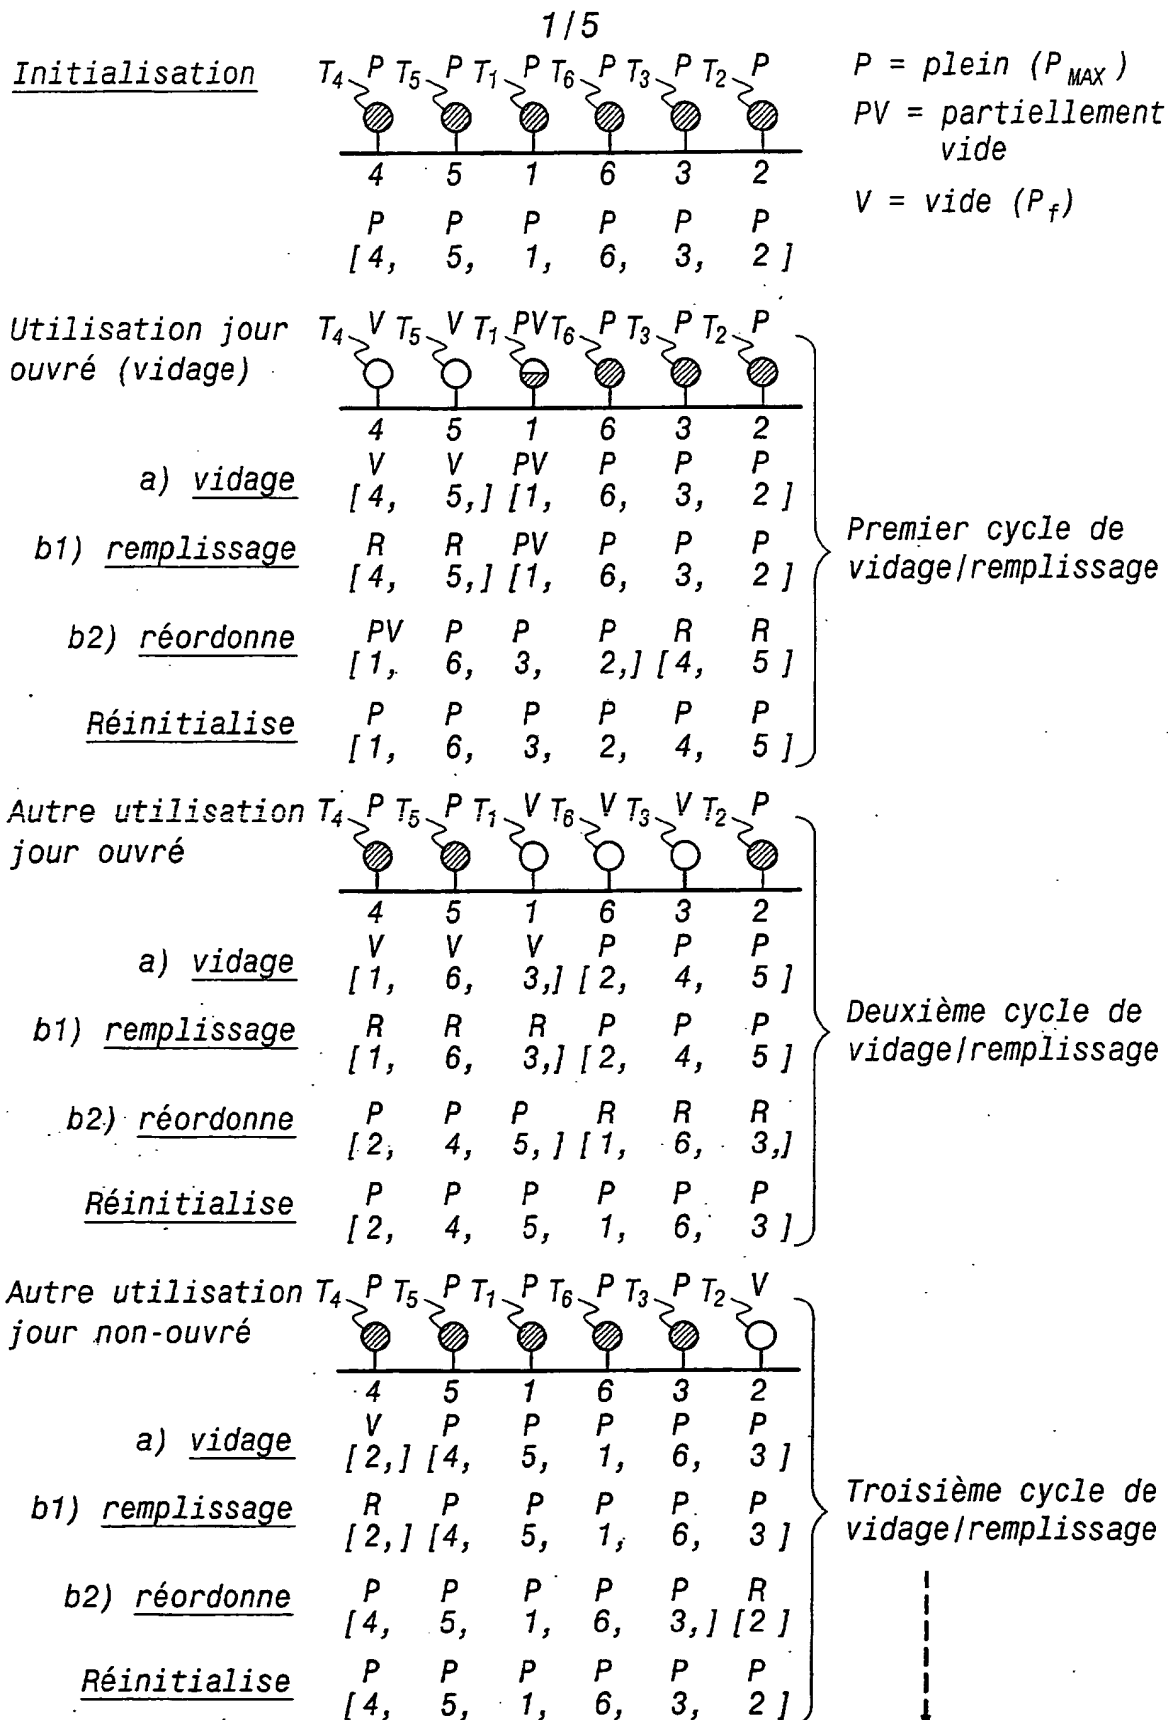 1/5
Initialisation T4 P T5 P T1 P T6 P T3 P T2 P P = plein (PMAX)
PV = partiellement
vide
4 5 1 6 3 2
V = vide (Pf)
P P P P P P
[4, 5, 1, 6, 3, 2]
Utilisation jour T4 V T5 V T1 PV T6 P T3 P T2 P
ouvré (vidage)
4 5 1 6 3 2
V V PV P P P
a) vidage [4, 5,] [1, 6, 3, 2]
b1) remplissage R R PV P P P Premier cycle de
[4, 5,] [1, 6, 3, 2] vidage/remplissage
b2) réordonne PV P P P R R
[1, 6, 3, 2,] [4, 5]
Réinitialise P P P P P P
[1, 6, 3, 2, 4, 5]
Autre utilisation T4 P T5 P T1 V T6 V T3 V T2 P
jour ouvré
4 5 1 6 3 2
V V V P P P
a) vidage [1, 6, 3,] [2, 4, 5]
b1) remplissage R R R P P P Deuxième cycle de
[1, 6, 3,] [2, 4, 5] vidage/remplissage
b2) réordonne P P P R R R
[2, 4, 5,] [1, 6, 3,]
Réinitialise P P P P P P
[2, 4, 5, 1, 6, 3]
Autre utilisation T4 P T5 P T1 P T6 P T3 P T2 V
jour non-ouvré
4 5 1 6 3 2
V P P P P P
a) vidage [2,] [4, 5, 1, 6, 3]
b1) remplissage R P P P P P Troisième cycle de
[2,] [4, 5, 1, 6, 3] vidage/remplissage
b2) réordonne P P P P P R
[4, 5, 1, 6, 3,] [2]
Réinitialise P P P P P P
[4, 5, 1, 6, 3, 2]